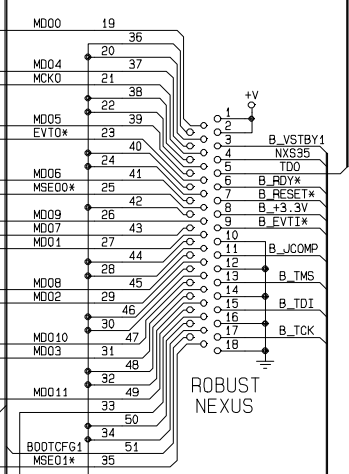 MDO0 19
36
20
MDO4 37
MCKO 21
38
22
MDO5 39
EVTO* 23
40
24
MDO6 41
MSEO0* 25
42
MDO9 26
MDO7 43
MDO1 27
44
28
MDO8 45
MDO2 29
46
30
MDO10 47
MDO3 31
48
32
MDO11 49
33
50
34
BOOTCFG1 51
MSEO1* 35
+V
1
2
3 B_VSTBY1
4 NXS35
5 TDO
6 B_RDY*
7 B_RESET*
8 B_+3.3V
9 B_EVTI*
10
11 B_JCOMP
12
13 B_TMS
14
15 B_TDI
16
17 B_TCK
18
ROBUST
NEXUS